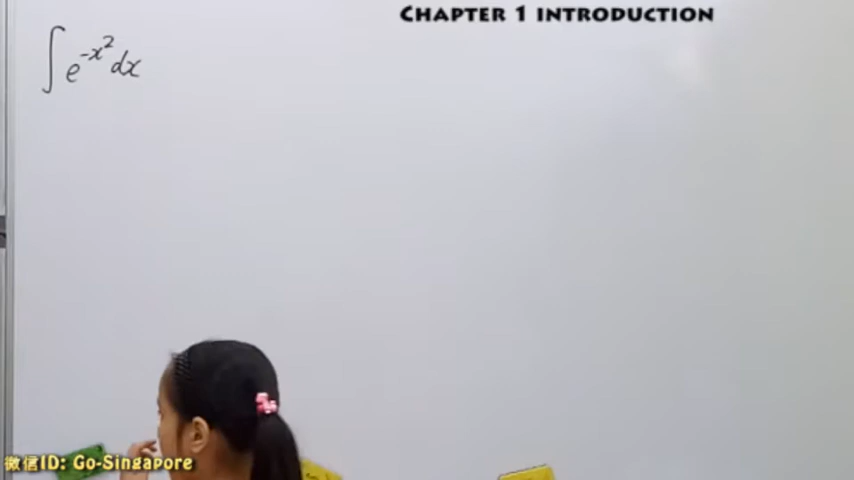 CHAPTER 1 INTRODUCTION
∫ e^{-x^2} dx
微信ID: Go-Singapore